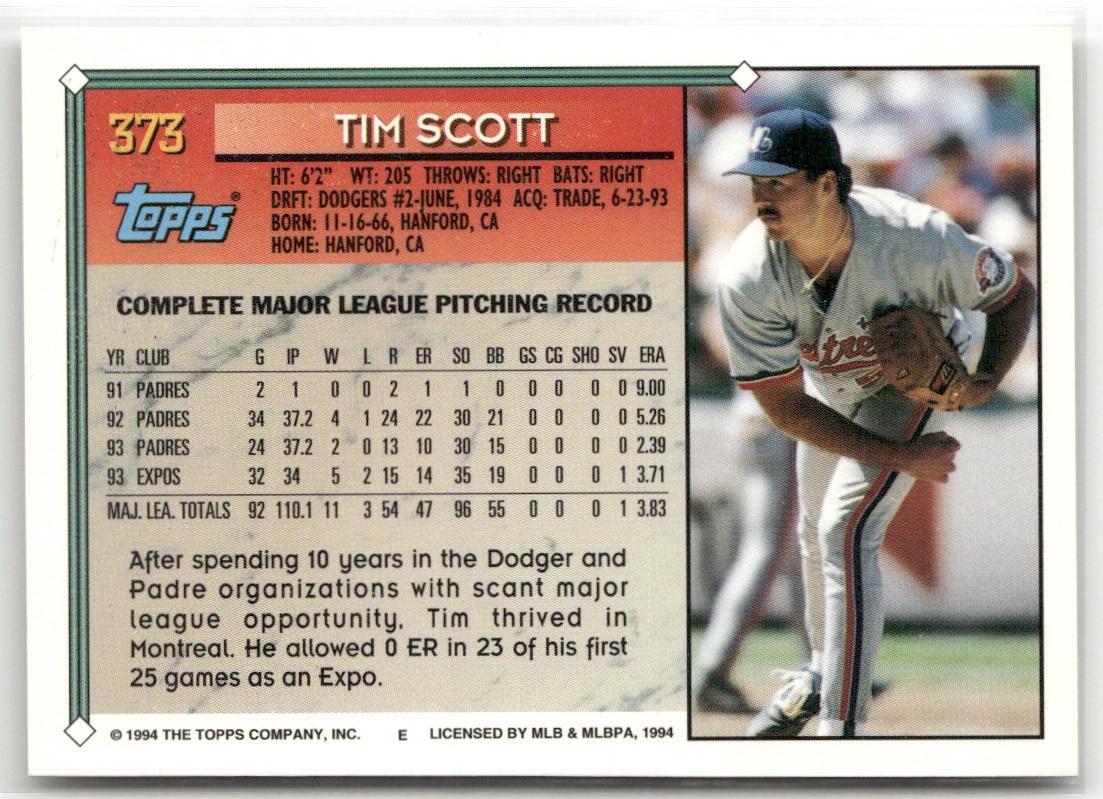 373
TIM SCOTT
topps®
HT: 6'2" WT: 205 THROWS: RIGHT BATS: RIGHT
DRFT: DODGERS #2-JUNE, 1984 ACQ: TRADE, 6-23-93
BORN: 11-16-66, HANFORD, CA
HOME: HANFORD, CA
COMPLETE MAJOR LEAGUE PITCHING RECORD
YR CLUB G IP W L R ER SO BB GS CG SHO SV ERA
91 PADRES 2 1 0 0 2 1 1 0 0 0 0 0 9.00
92 PADRES 34 37.2 4 1 24 22 30 21 0 0 0 0 5.26
93 PADRES 24 37.2 2 0 13 10 30 15 0 0 0 0 2.39
93 EXPOS 32 34 5 2 15 14 35 19 0 0 0 1 3.71
MAJ. LEA. TOTALS 92 110.1 11 3 54 47 96 55 0 0 0 1 3.83
After spending 10 years in the Dodger and
Padre organizations with scant major
league opportunity, Tim thrived in
Montreal. He allowed 0 ER in 23 of his first
25 games as an Expo.
© 1994 THE TOPPS COMPANY, INC. E LICENSED BY MLB & MLBPA, 1994